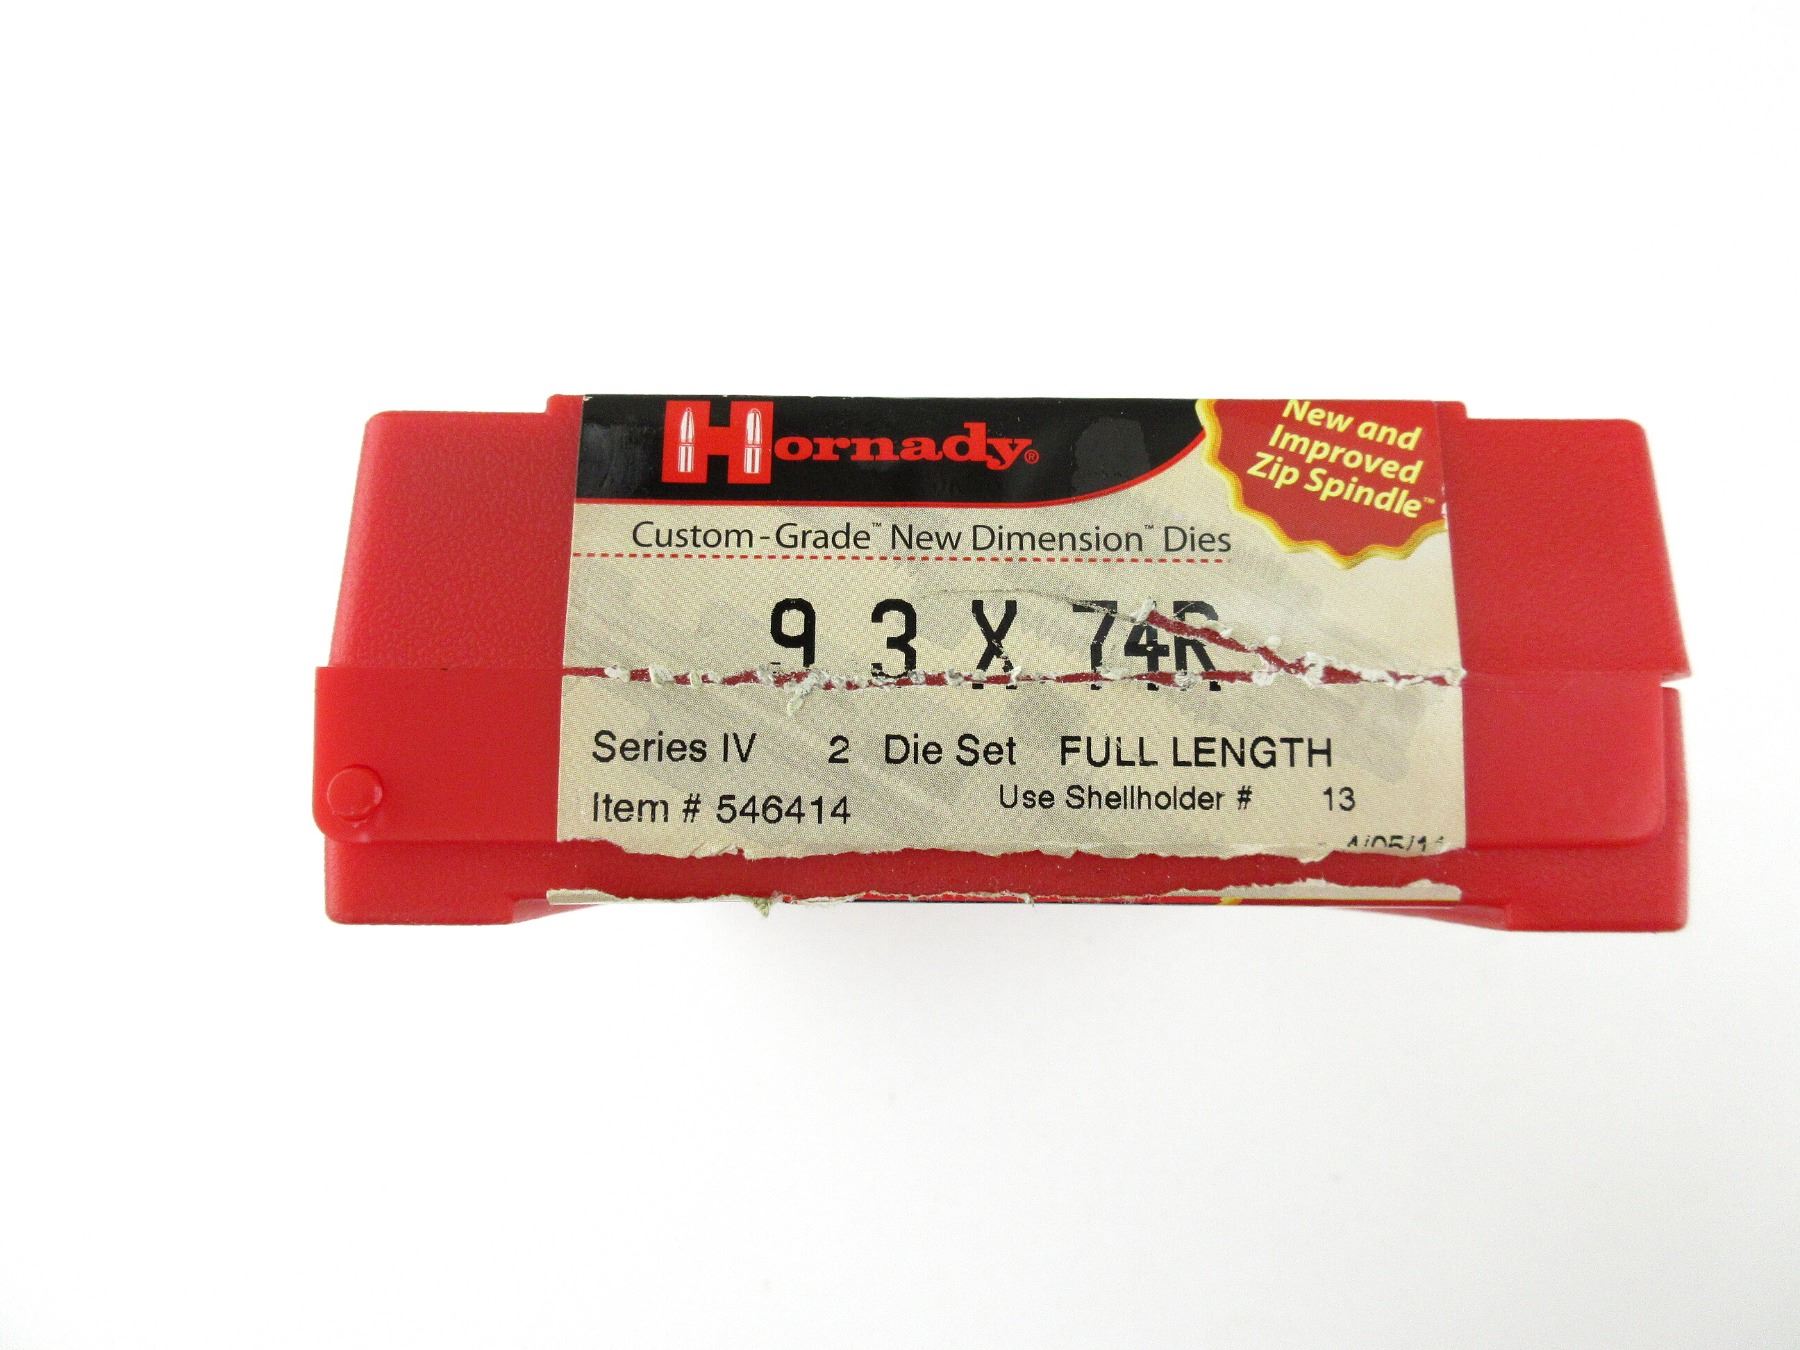 Hornady®
New and
Improved
Zip Spindle™
Custom-Grade™ New Dimension™ Dies
9 3 X 74R
Series IV 2 Die Set FULL LENGTH
Item # 546414 Use Shellholder # 13